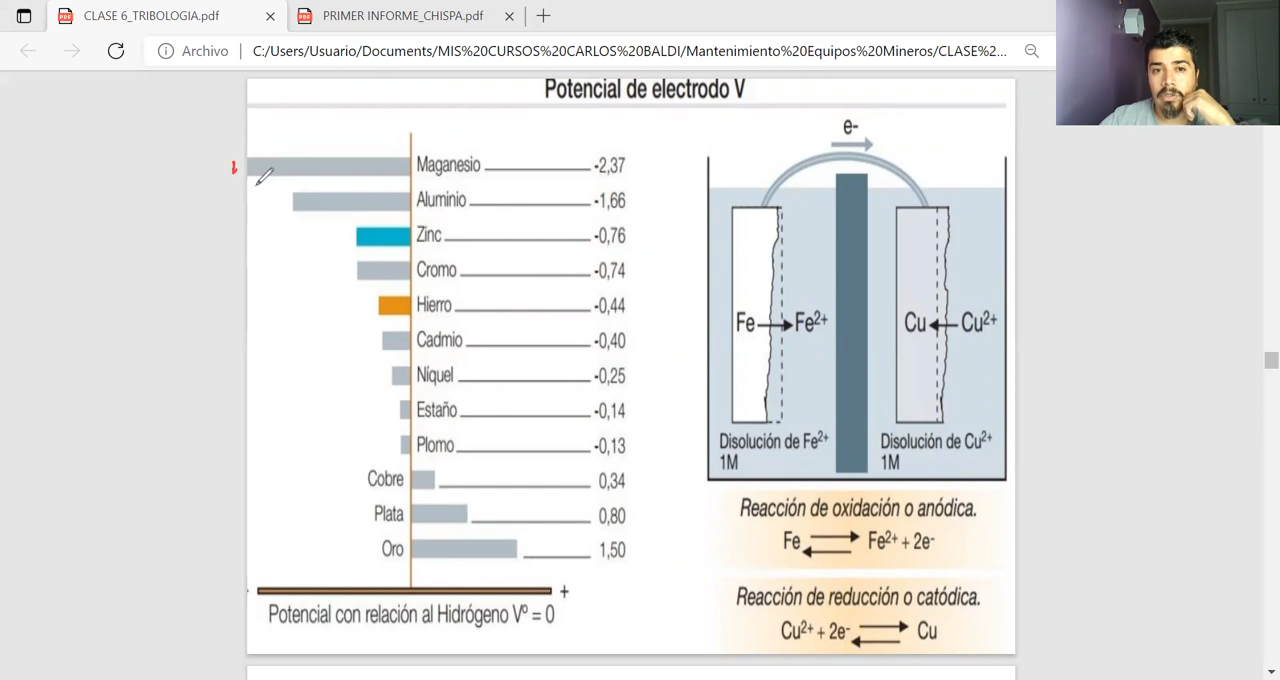 CLASE 6_TRIBOLOGIA.pdf
PRIMER INFORME_CHISPA.pdf
Archivo
C:/Users/Usuario/Documents/MIS%20CURSOS%20CARLOS%20BALDI/Mantenimiento%20Equipos%20Mineros/CLASE%2...
Potencial de electrodo V
Maganesio -2,37
Aluminio -1,66
Zinc -0,76
Cromo -0,74
Hierro -0,44
Cadmio -0,40
Níquel -0,25
Estaño -0,14
Plomo -0,13
Cobre 0,34
Plata 0,80
Oro 1,50
- +
Potencial con relación al Hidrógeno Vº = 0
e-
Fe Fe2+
Cu Cu2+
Disolución de Fe2+
1M
Disolución de Cu2+
1M
Reacción de oxidación o anódica.
Fe Fe2+ + 2e-
Reacción de reducción o catódica.
Cu2+ + 2e- Cu